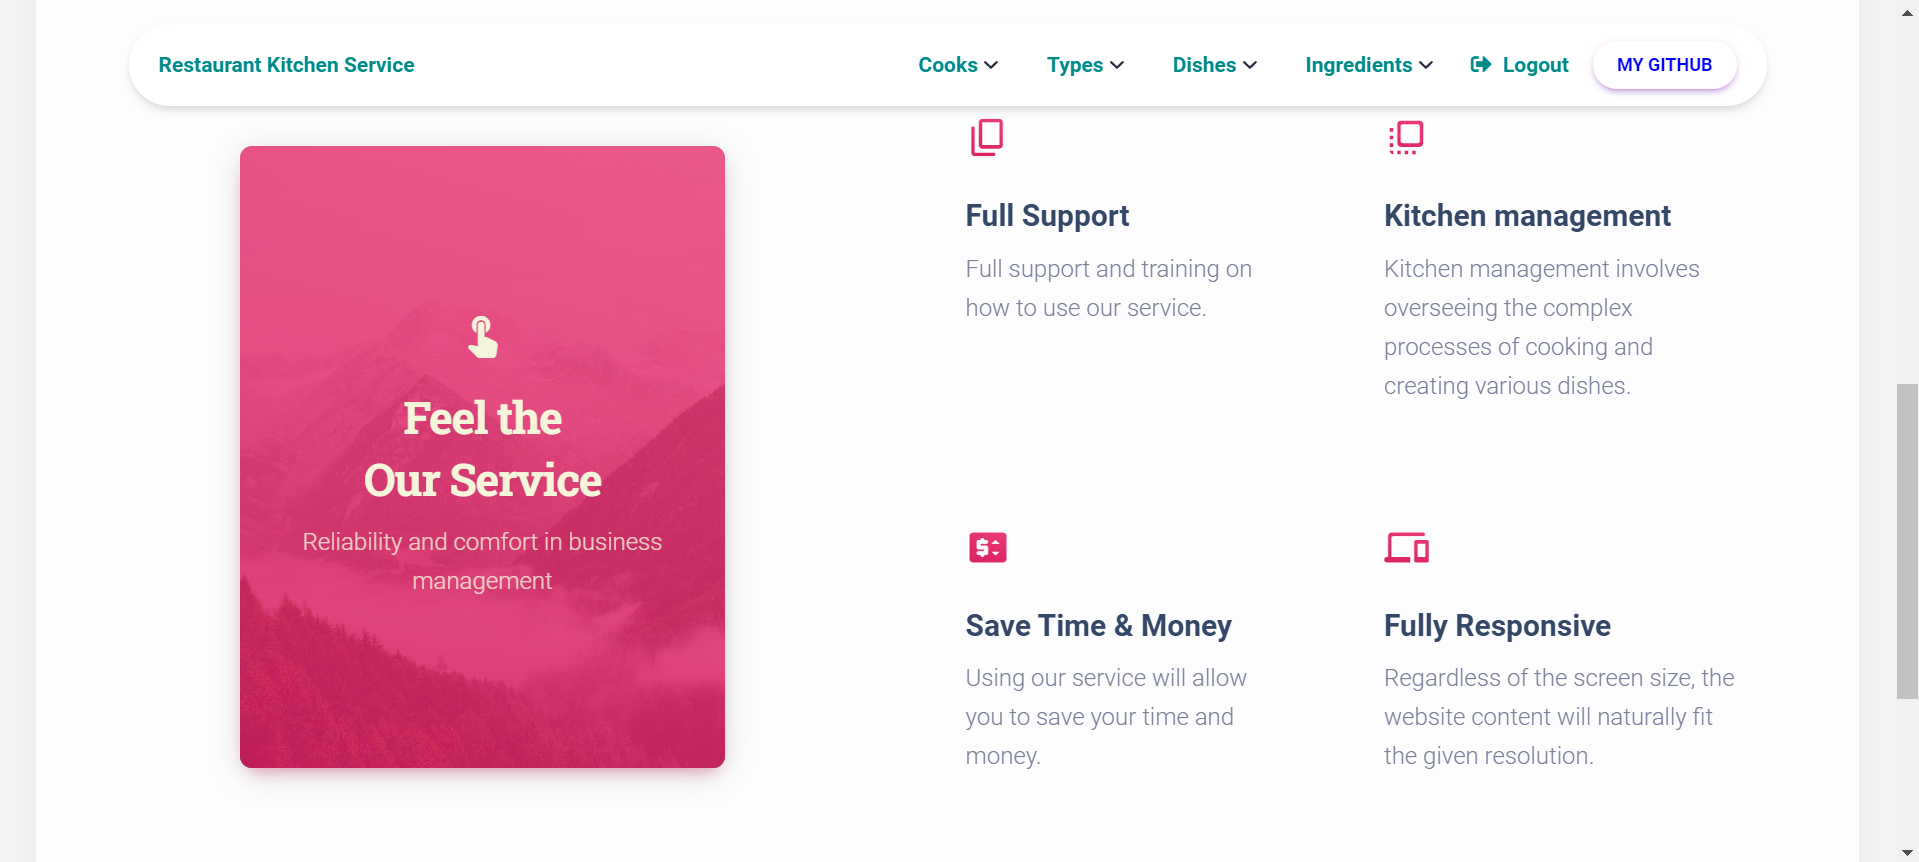 Restaurant Kitchen Service
Cooks
Types
Dishes
Ingredients
Logout
MY GITHUB
Feel the
Our Service
Reliability and comfort in business
management
Full Support
Full support and training on
how to use our service.
Kitchen management
Kitchen management involves
overseeing the complex
processes of cooking and
creating various dishes.
Save Time & Money
Using our service will allow
you to save your time and
money.
Fully Responsive
Regardless of the screen size, the
website content will naturally fit
the given resolution.